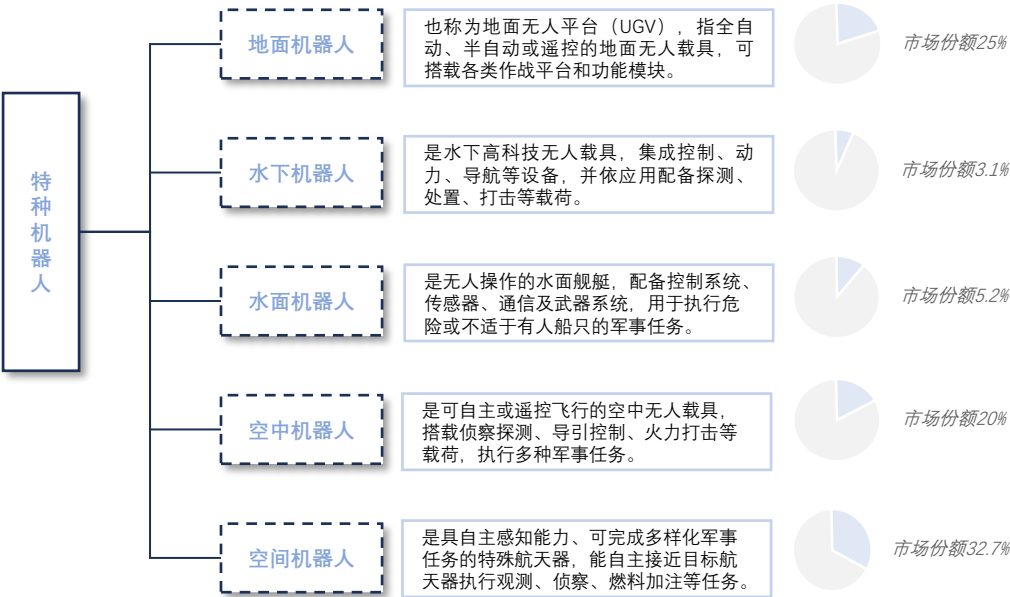 特种机器人
地面机器人
也称为地面无人平台（UGV），指全自
动、半自动或遥控的地面无人载具，可
搭载各类作战平台和功能模块。
市场份额25%
水下机器人
是水下高科技无人载具，集成控制、动
力、导航等设备，并依应用配备探测、
处置、打击等载荷。
市场份额3.1%
水面机器人
是无人操作的水面舰艇，配备控制系统、
传感器、通信及武器系统，用于执行危
险或不适于有人船只的军事任务。
市场份额5.2%
空中机器人
是可自主或遥控飞行的空中无人载具，
搭载侦察探测、导引控制、火力打击等
载荷，执行多种军事任务。
市场份额20%
空间机器人
是具自主感知能力、可完成多样化军事
任务的特殊航天器，能自主接近目标航
天器执行观测、侦察、燃料加注等任务。
市场份额32.7%